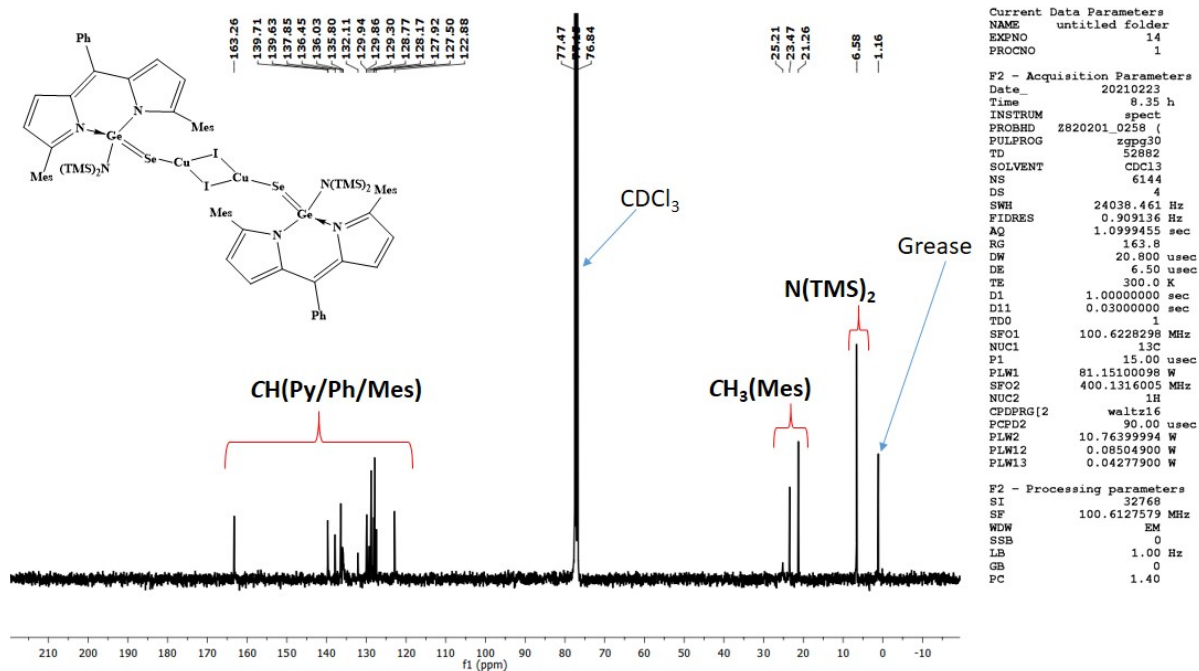 163.26
139.71
139.63
137.85
136.45
136.03
135.80
132.11
129.94
129.86
129.30
128.77
128.17
127.92
127.50
122.88
77.47
76.84
25.21
23.47
21.26
6.58
1.16
Ph
N
N
Mes
Ge
Mes
(TMS)2N
Se
Cu
I
I
Cu
Se
N(TMS)2
Mes
Mes
Ge
N
N
Ph
CDCl3
Grease
N(TMS)2
CH(Py/Ph/Mes)
CH3(Mes)
210 200 190 180 170 160 150 140 130 120 110 100 90 80 70 60 50 40 30 20 10 0 -10
f1 (ppm)
Current Data Parameters
NAME untitled folder
EXPNO 14
PROCNO 1
F2 - Acquisition Parameters
Date_ 20210223
Time 8.35 h
INSTRUM spect
PROBHD Z820201_0258 (
PULPROG zgpg30
TD 52882
SOLVENT CDCl3
NS 6144
DS 4
SWH 24038.461 Hz
FIDRES 0.909136 Hz
AQ 1.0999455 sec
RG 163.8
DW 20.800 usec
DE 6.50 usec
TE 300.0 K
D1 1.00000000 sec
D11 0.03000000 sec
TD0 1
SFO1 100.6228298 MHz
NUC1 13C
P1 15.00 usec
PLW1 81.15100098 W
SFO2 400.1316005 MHz
NUC2 1H
CPDPRG[2 waltz16
PCPD2 90.00 usec
PLW2 10.76399994 W
PLW12 0.08504900 W
PLW13 0.04277900 W
F2 - Processing parameters
SI 32768
SF 100.6127579 MHz
WDW EM
SSB 0
LB 1.00 Hz
GB 0
PC 1.40